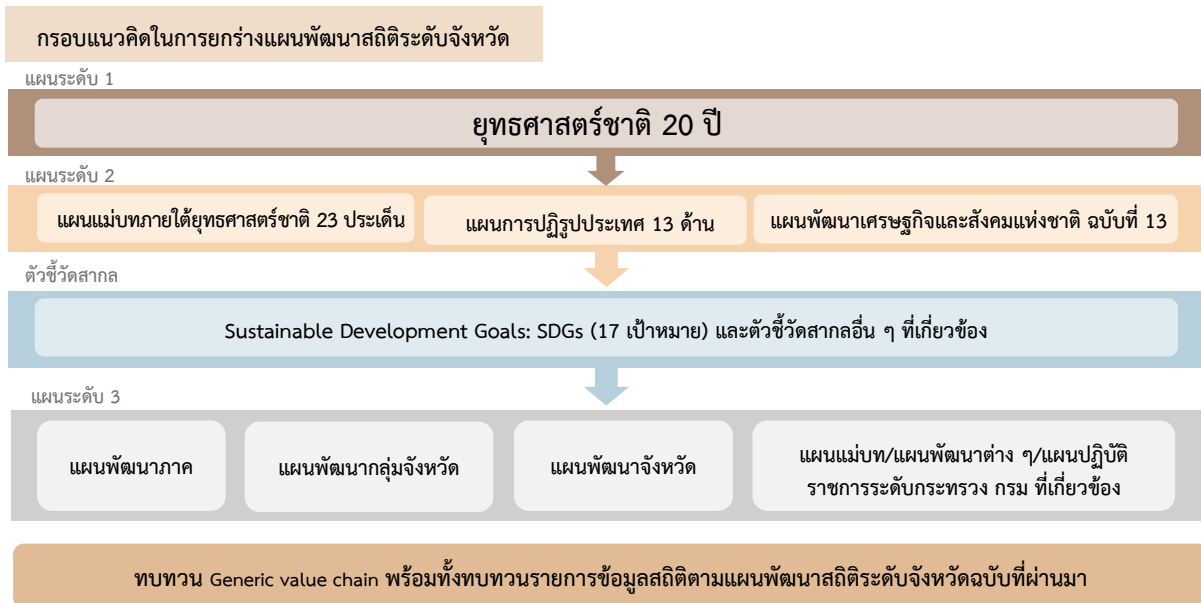 กรอบแนวคิดในการยกร่างแผนพัฒนาสถิติระดับจังหวัด
แผนระดับ 1
ยุทธศาสตร์ชาติ 20 ปี
แผนระดับ 2
แผนแม่บทภายใต้ยุทธศาสตร์ชาติ 23 ประเด็น
แผนการปฏิรูปประเทศ 13 ด้าน
แผนพัฒนาเศรษฐกิจและสังคมแห่งชาติ ฉบับที่ 13
ตัวชี้วัดสากล
Sustainable Development Goals: SDGs (17 เป้าหมาย) และตัวชี้วัดสากลอื่น ๆ ที่เกี่ยวข้อง
แผนระดับ 3
แผนพัฒนาภาค
แผนพัฒนากลุ่มจังหวัด
แผนพัฒนาจังหวัด
แผนแม่บท/แผนพัฒนาต่าง ๆ/แผนปฏิบัติ
ราชการระดับกระทรวง กรม ที่เกี่ยวข้อง
ทบทวน Generic value chain พร้อมทั้งทบทวนรายการข้อมูลสถิติตามแผนพัฒนาสถิติระดับจังหวัดฉบับที่ผ่านมา